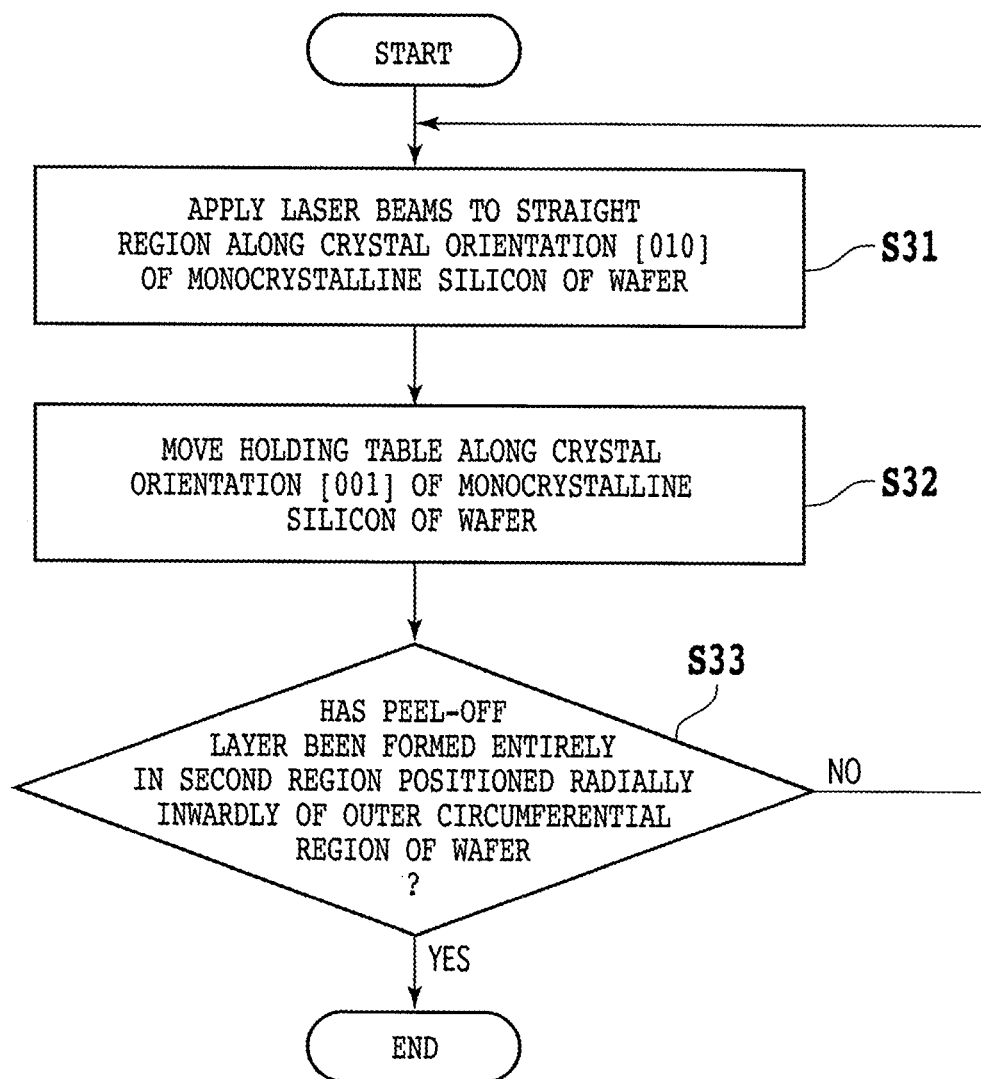 START
APPLY LASER BEAMS TO STRAIGHT
REGION ALONG CRYSTAL ORIENTATION [010]
OF MONOCRYSTALLINE SILICON OF WAFER
S31
MOVE HOLDING TABLE ALONG CRYSTAL
ORIENTATION [001] OF MONOCRYSTALLINE
SILICON OF WAFER
S32
S33
HAS PEEL-OFF
LAYER BEEN FORMED ENTIRELY
IN SECOND REGION POSITIONED RADIALLY
INWARDLY OF OUTER CIRCUMFERENTIAL
REGION OF WAFER
?
NO
YES
END